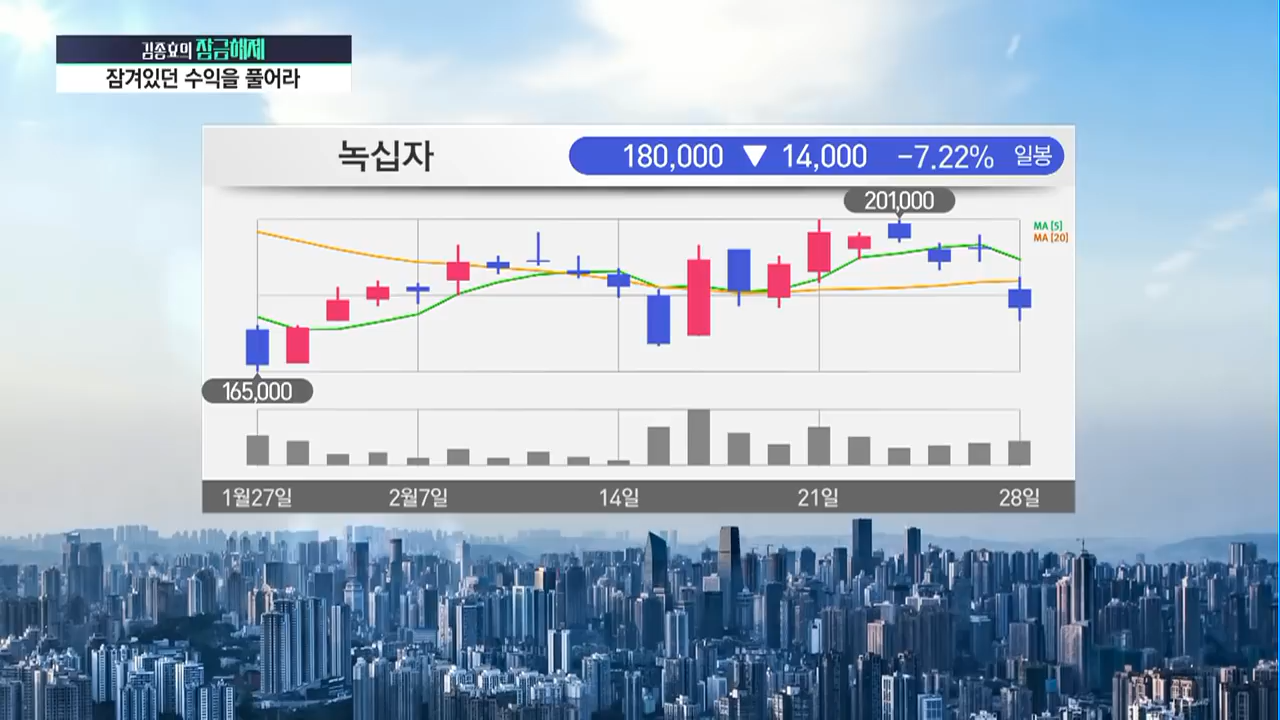 김종효의 잠금해제
잠겨있던 수익을 풀어라
녹십자
180,000 ▼ 14,000 -7.22% 일봉
201,000
MA [5]
MA [20]
165,000
1월27일 2월7일 14일 21일 28일